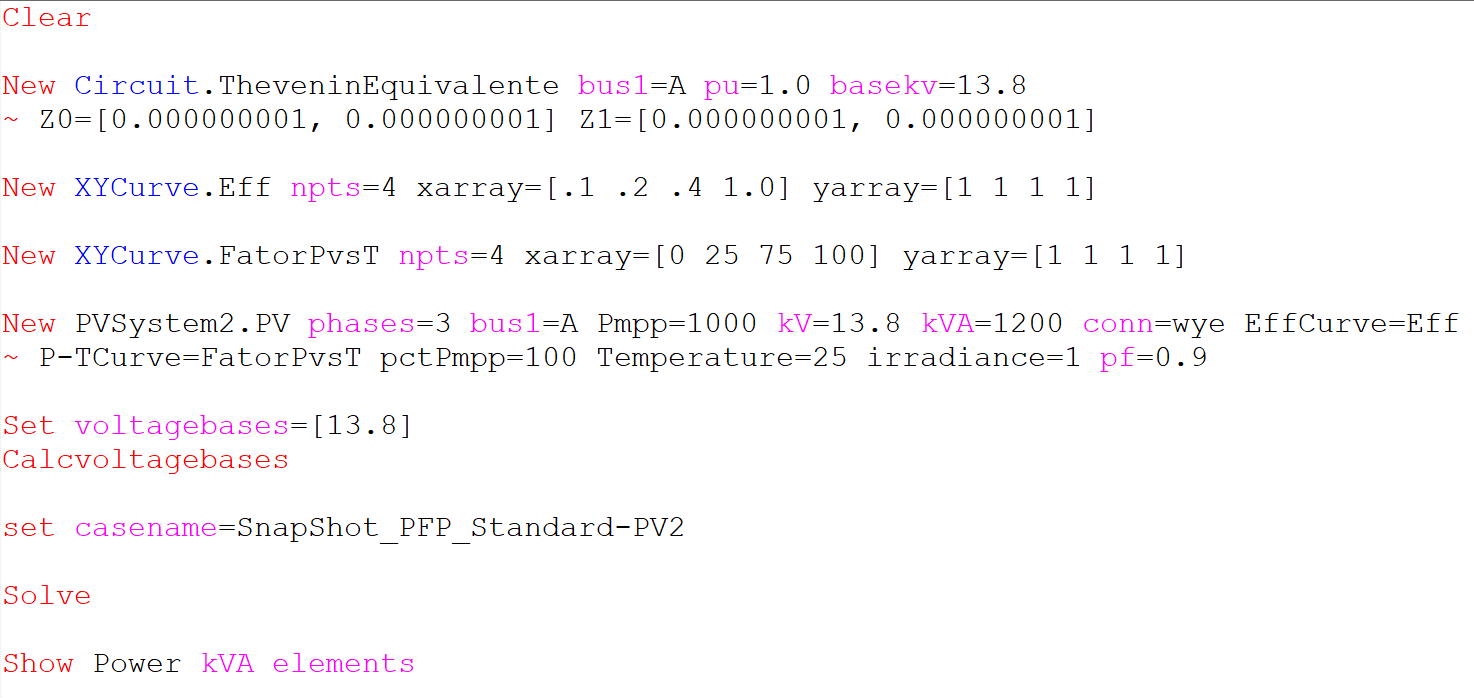 Clear
New Circuit.TheveninEquivalente bus1=A pu=1.0 basekv=13.8
~ Z0=[0.000000001, 0.000000001] Z1=[0.000000001, 0.000000001]
New XYCurve.Eff npts=4 xarray=[.1 .2 .4 1.0] yarray=[1 1 1 1]
New XYCurve.FatorPvsT npts=4 xarray=[0 25 75 100] yarray=[1 1 1 1]
New PVSystem2.PV phases=3 bus1=A Pmpp=1000 kV=13.8 kVA=1200 conn=wye EffCurve=Eff
~ P-TCurve=FatorPvsT pctPmpp=100 Temperature=25 irradiance=1 pf=0.9
Set voltagebases=[13.8]
Calcvoltagebases
set casename=SnapShot_PFP_Standard-PV2
Solve
Show Power kVA elements